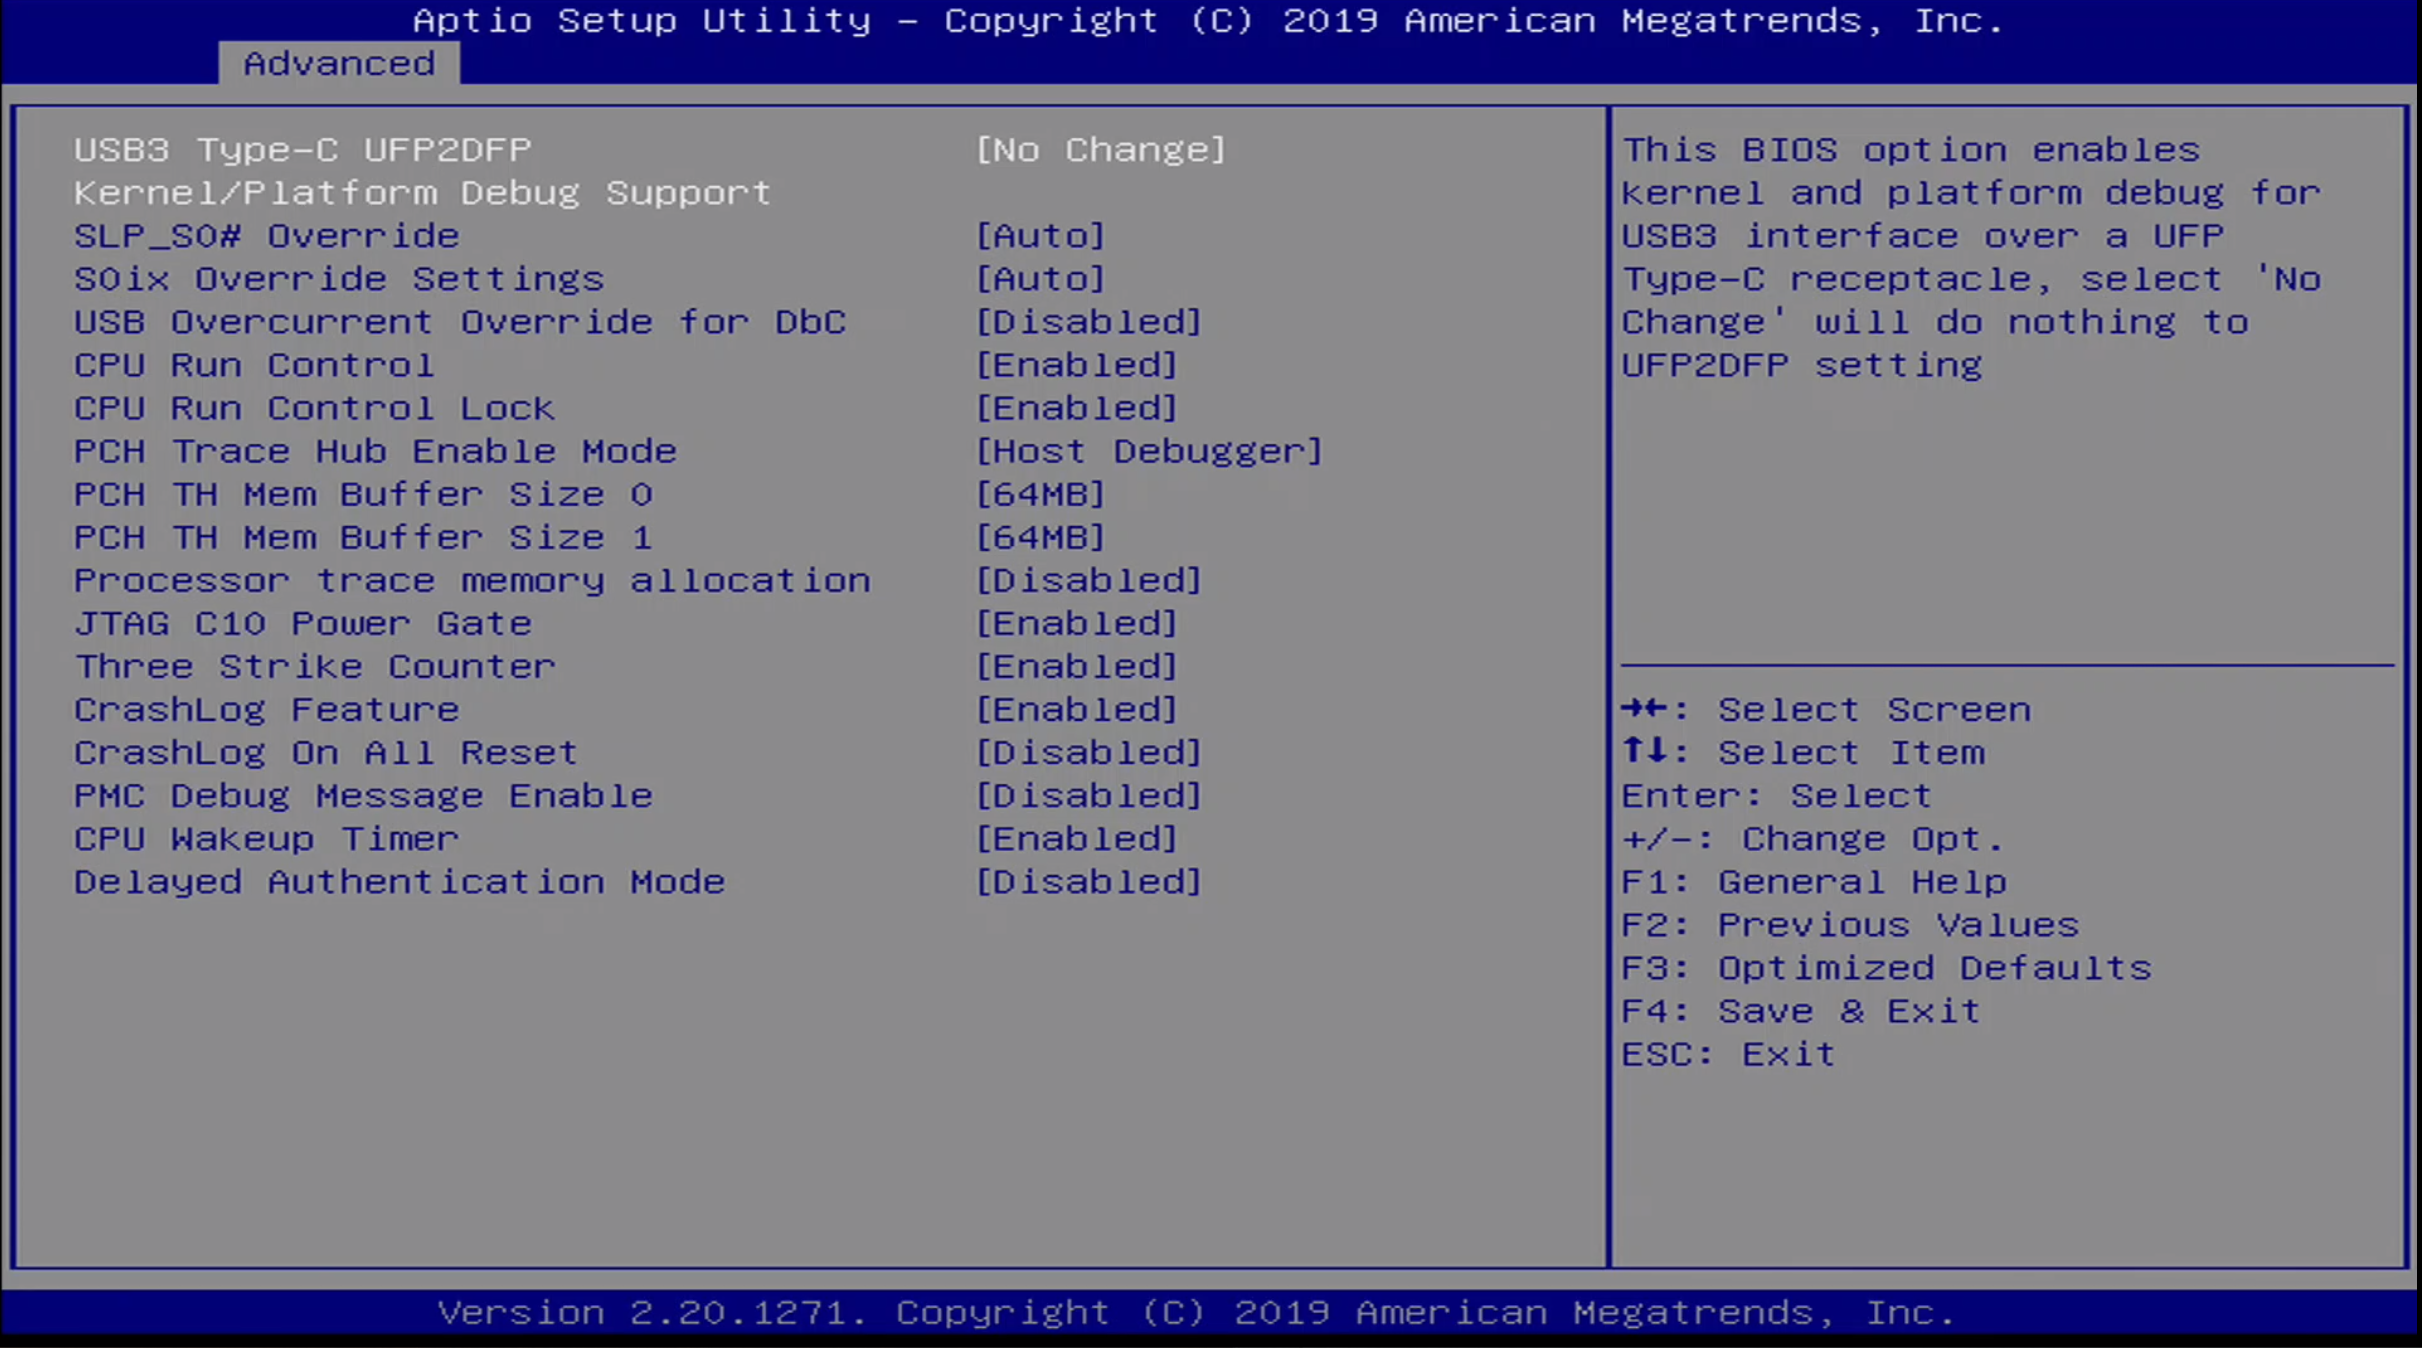 Aptio Setup Utility – Copyright (C) 2019 American Megatrends, Inc.
Advanced
USB3 Type-C UFP2DFP [No Change]
Kernel/Platform Debug Support
SLP_S0# Override [Auto]
S0ix Override Settings [Auto]
USB Overcurrent Override for DbC [Disabled]
CPU Run Control [Enabled]
CPU Run Control Lock [Enabled]
PCH Trace Hub Enable Mode [Host Debugger]
PCH TH Mem Buffer Size 0 [64MB]
PCH TH Mem Buffer Size 1 [64MB]
Processor trace memory allocation [Disabled]
JTAG C10 Power Gate [Enabled]
Three Strike Counter [Enabled]
CrashLog Feature [Enabled]
CrashLog On All Reset [Disabled]
PMC Debug Message Enable [Disabled]
CPU Wakeup Timer [Enabled]
Delayed Authentication Mode [Disabled]
This BIOS option enables
kernel and platform debug for
USB3 interface over a UFP
Type-C receptacle, select 'No
Change' will do nothing to
UFP2DFP setting
→←: Select Screen
↑↓: Select Item
Enter: Select
+/-: Change Opt.
F1: General Help
F2: Previous Values
F3: Optimized Defaults
F4: Save & Exit
ESC: Exit
Version 2.20.1271. Copyright (C) 2019 American Megatrends, Inc.